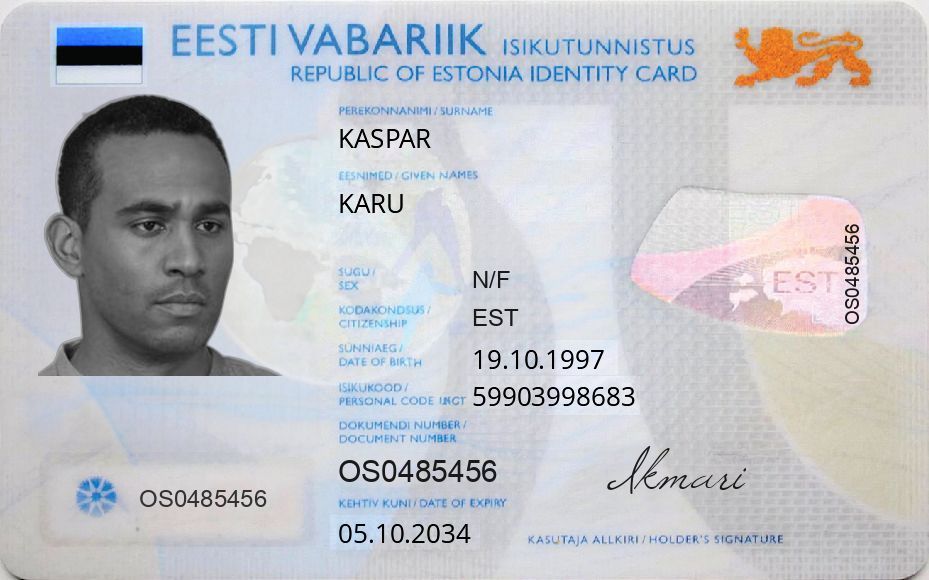 EESTI VABARIIK ISIKUTUNNISTUS
REPUBLIC OF ESTONIA IDENTITY CARD
PEREKONNANIMI / SURNAME
KASPAR
EESNIMED / GIVEN NAMES
KARU
SUGU /
SEX
N/F
KODAKONDSUS /
CITIZENSHIP
EST
SÜNNIAEG /
DATE OF BIRTH
19.10.1997
ISIKUKOOD /
PERSONAL CODE
59903998683
DOKUMENDI NUMBER /
DOCUMENT NUMBER
OS0485456
KEHTIV KUNI / DATE OF EXPIRY
05.10.2034
OS0485456
EST
OS0485456
KASUTAJA ALLKIRI / HOLDER'S SIGNATURE